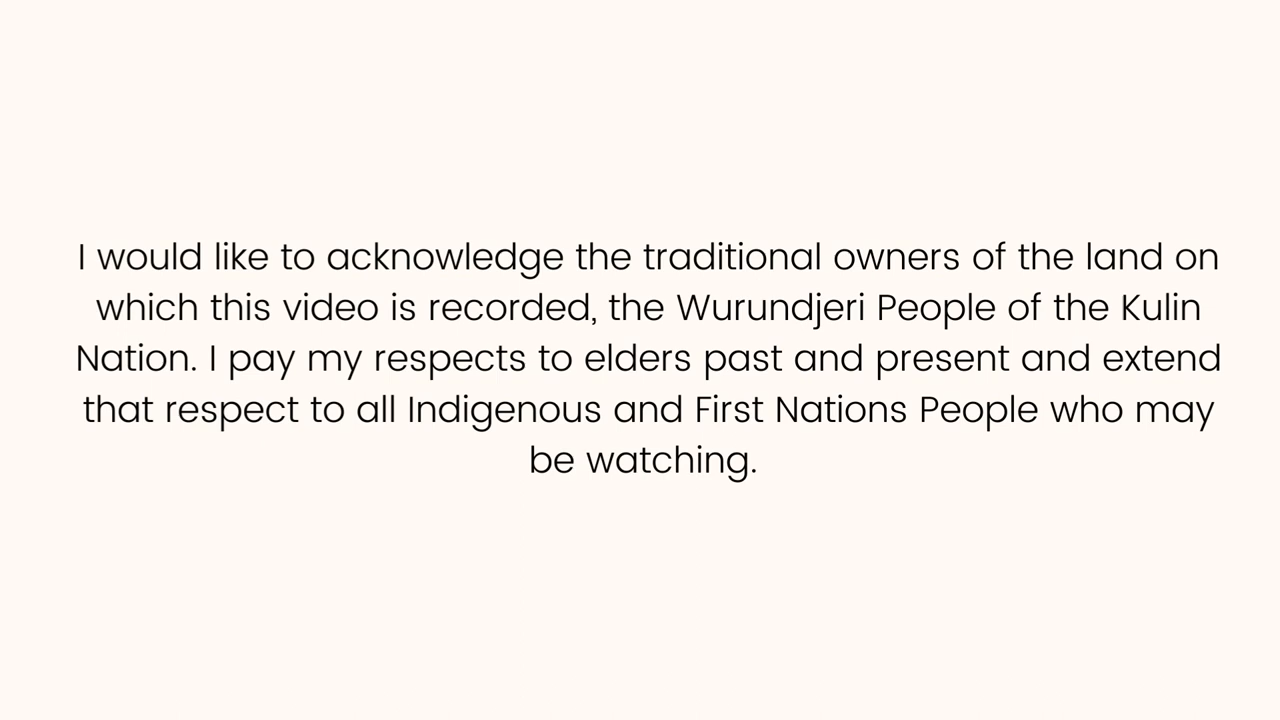 I would like to acknowledge the traditional owners of the land on
which this video is recorded, the Wurundjeri People of the Kulin
Nation. I pay my respects to elders past and present and extend
that respect to all Indigenous and First Nations People who may
be watching.